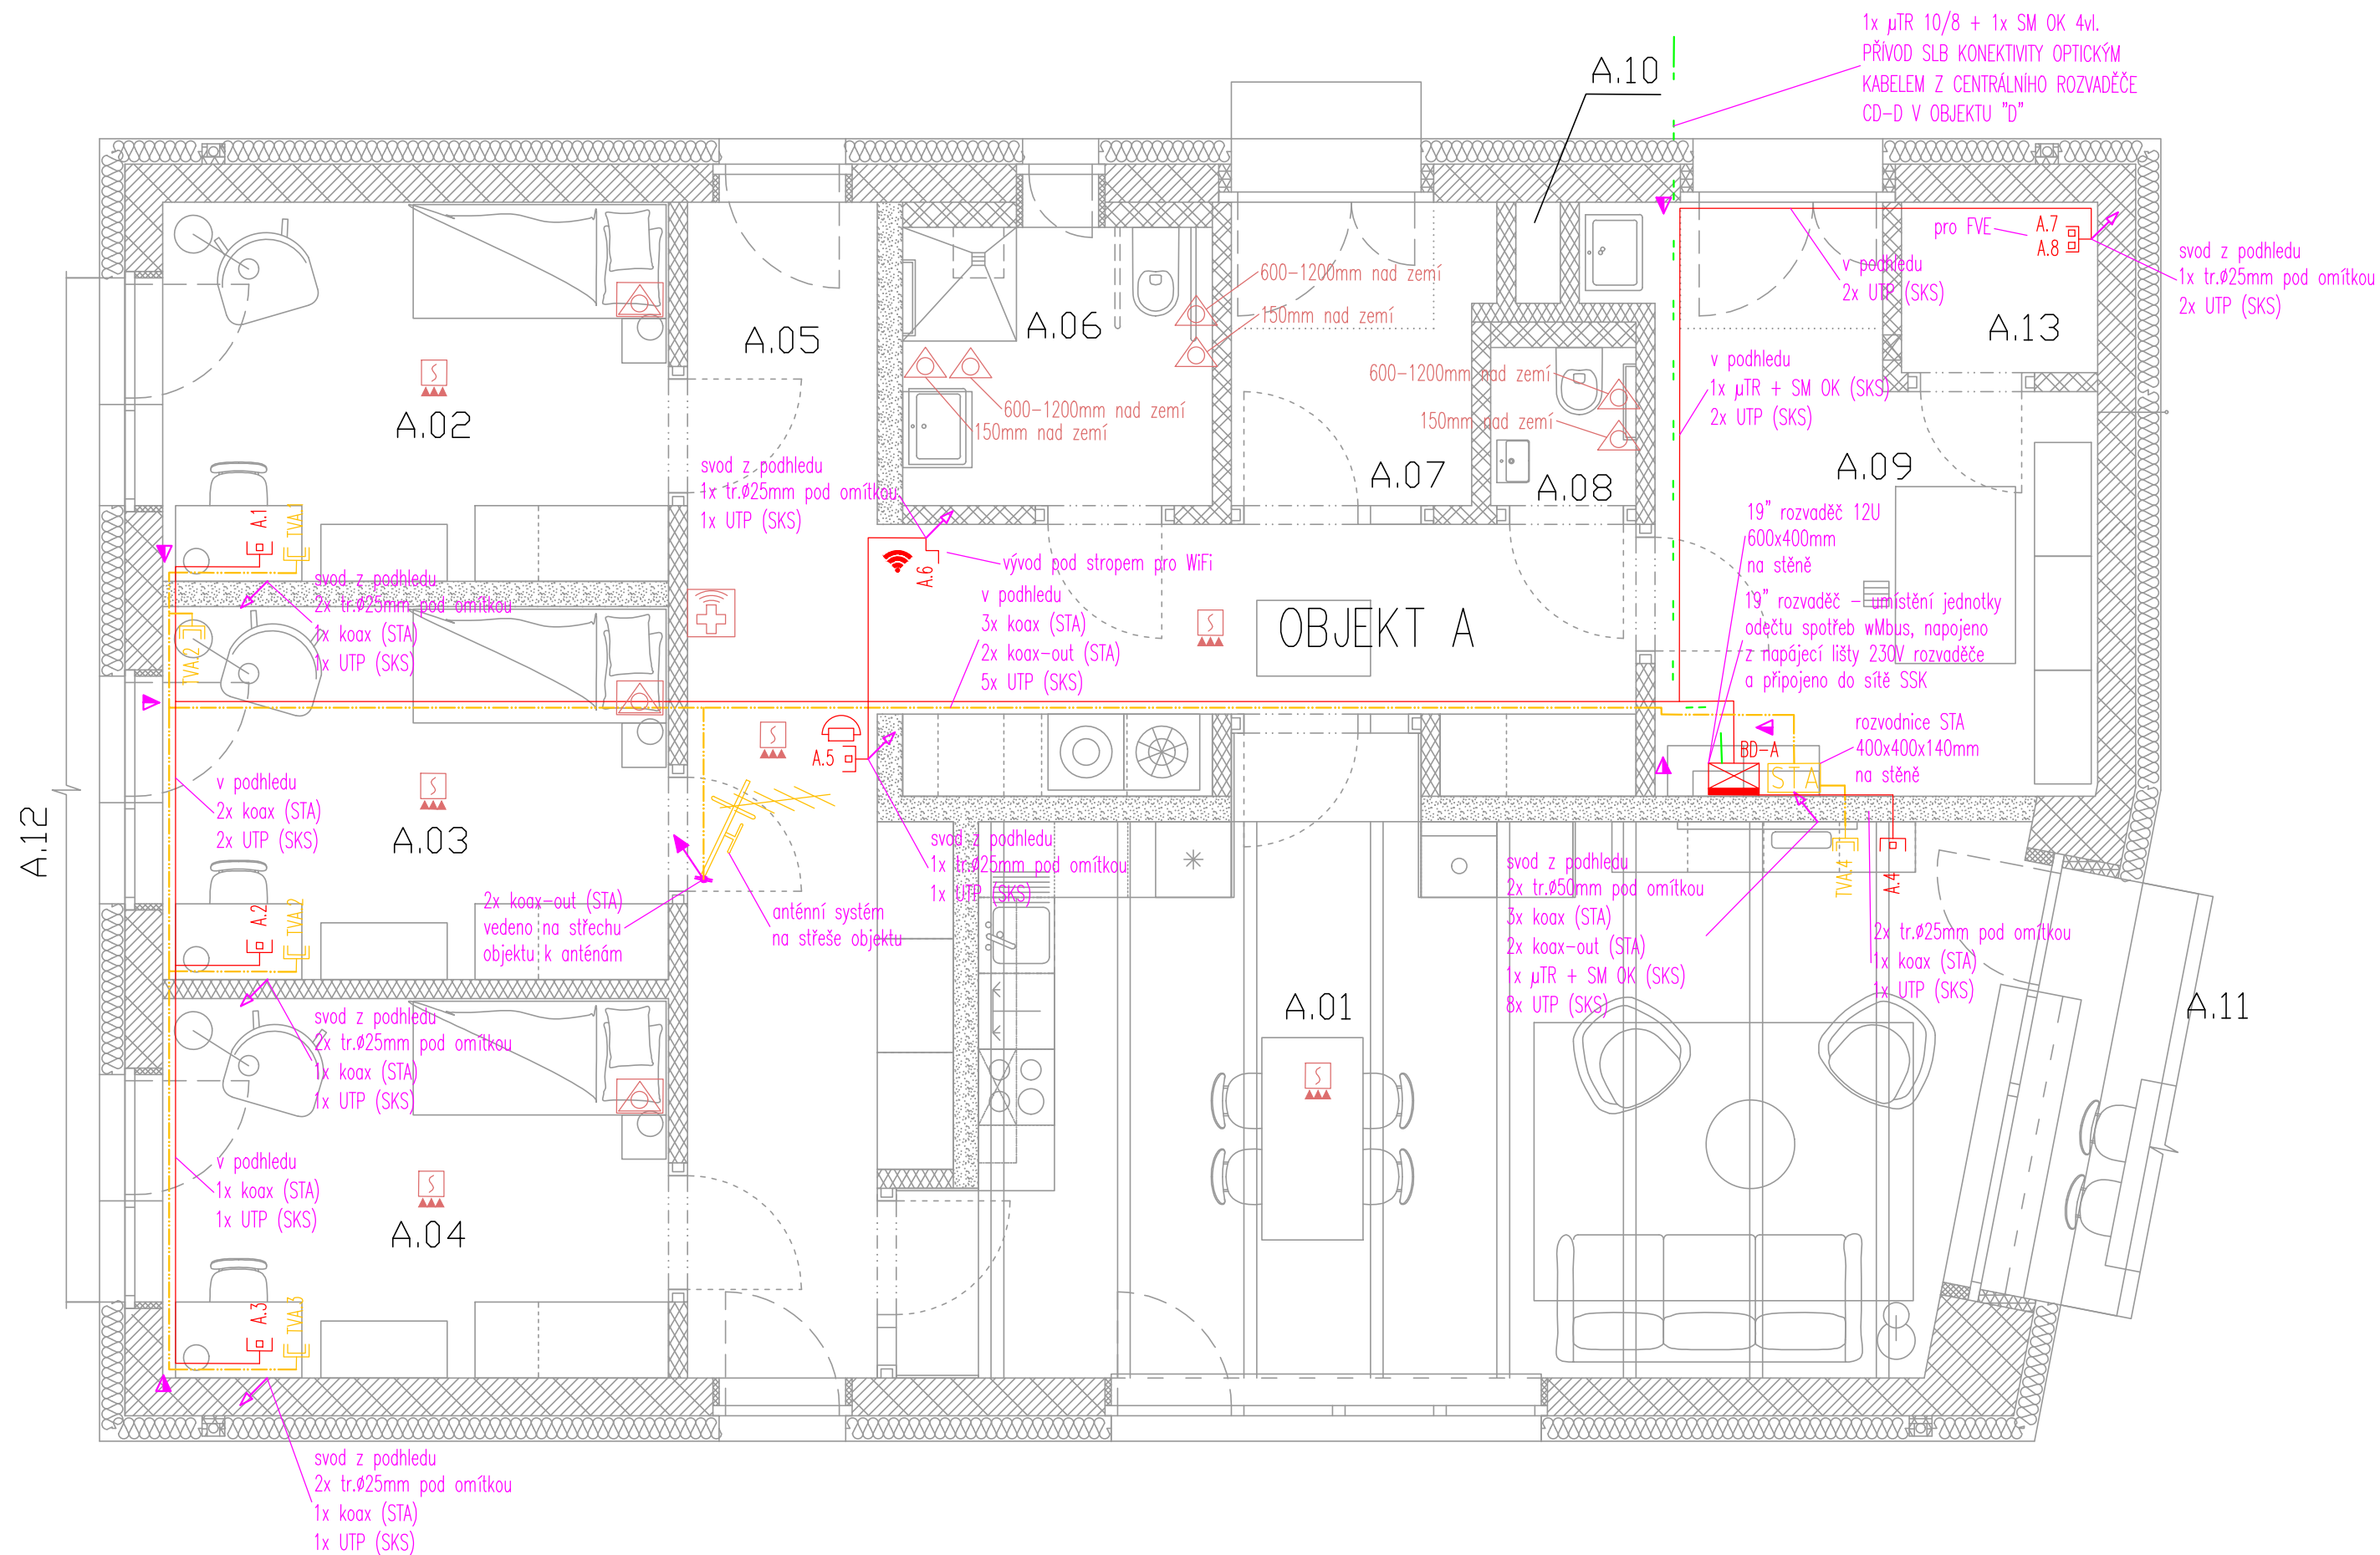 1x µTR 10/8 + 1x SM OK 4vl.
PŘÍVOD SLB KONEKTIVITY OPTICKÝM
KABELEM Z CENTRÁLNÍHO ROZVADĚČE
CD-D V OBJEKTU "D"
A.10
pro FVE
A.7
A.8
svod z podhledu
1x tr.ø25mm pod omítkou
2x UTP (SKS)
v podhledu
2x UTP (SKS)
A.13
600-1200mm nad zemí
150mm nad zemí
A.06
A.05
600-1200mm nad zemí
150mm nad zemí
600-1200mm nad zemí
150mm nad zemí
v podhledu
1x µTR + SM OK (SKS)
2x UTP (SKS)
A.02
A.07
A.08
A.09
svod z podhledu
1x tr.ø25mm pod omítkou
1x UTP (SKS)
A.1
TVA.1
19" rozvaděč 12U
600x400mm
na stěně
A.6
vývod pod stropem pro WiFi
svod z podhledu
2x tr.ø25mm pod omítkou
1x koax (STA)
1x UTP (SKS)
v podhledu
3x koax (STA)
2x koax-out (STA)
5x UTP (SKS)
OBJEKT A
19" rozvaděč - umístění jednotky
odečtu spotřeb wMbus, napojeno
z napájecí lišty 230V rozvaděče
a připojeno do sítě SSK
TVA.2
rozvodnice STA
400x400x140mm
na stěně
A.5
BD-A
STA
v podhledu
2x koax (STA)
2x UTP (SKS)
A.12
A.03
svod z podhledu
1x tr.ø25mm pod omítkou
1x UTP (SKS)
svod z podhledu
2x tr.ø50mm pod omítkou
3x koax (STA)
2x koax-out (STA)
1x µTR + SM OK (SKS)
8x UTP (SKS)
TVA.4
A.4
2x koax-out (STA)
vedeno na střechu
objektu k anténám
anténní systém
na střeše objektu
A.2
TVA.2
2x tr.ø25mm pod omítkou
1x koax (STA)
1x UTP (SKS)
A.01
A.11
svod z podhledu
2x tr.ø25mm pod omítkou
1x koax (STA)
1x UTP (SKS)
v podhledu
1x koax (STA)
1x UTP (SKS)
A.04
A.3
TVA.3
svod z podhledu
2x tr.ø25mm pod omítkou
1x koax (STA)
1x UTP (SKS)